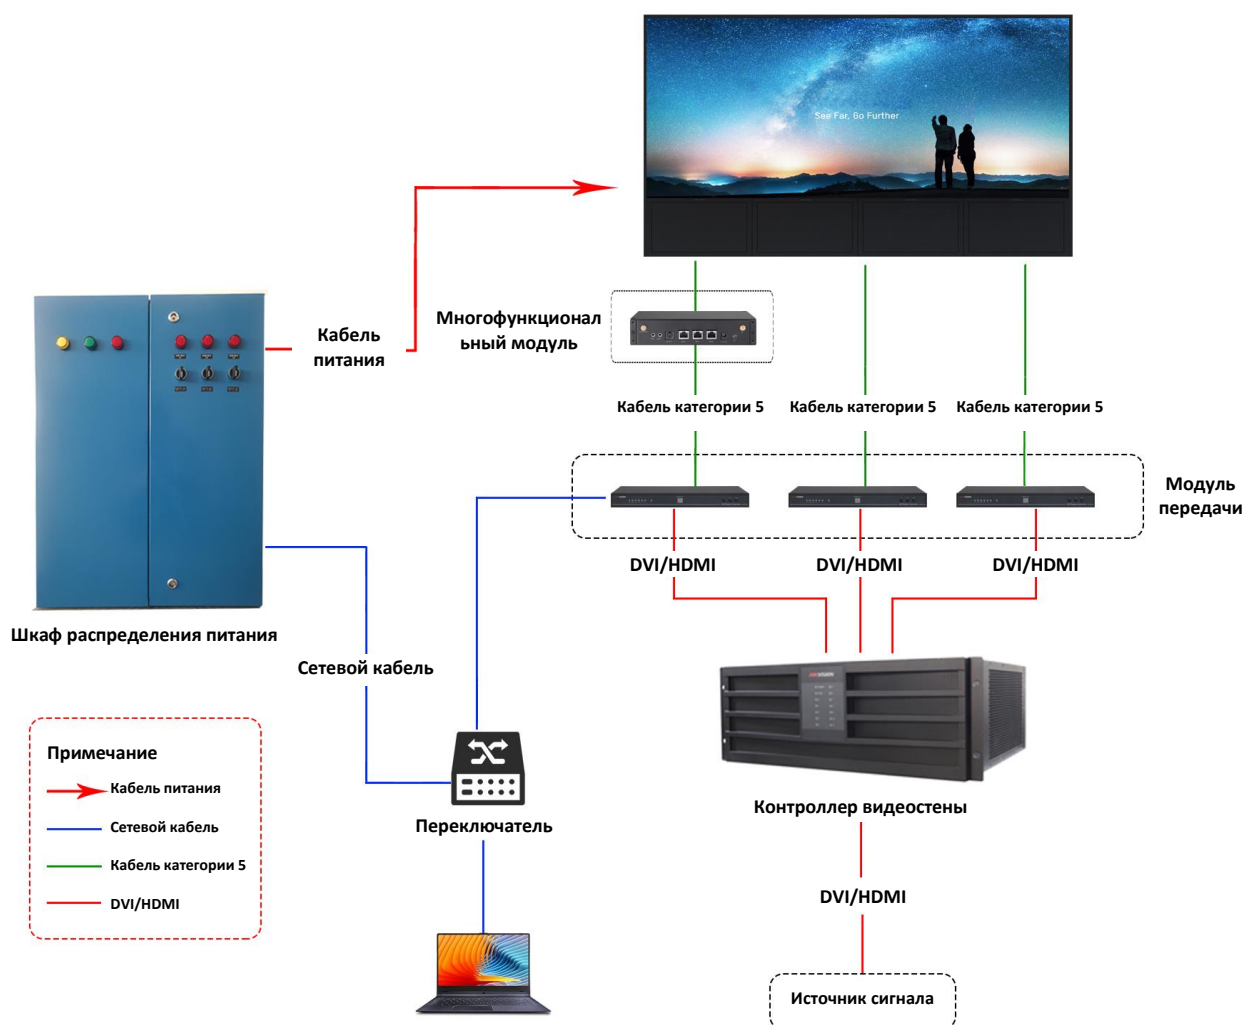 See Far, Go Further
Кабель
питания
Многофункционал
ьный модуль
Кабель категории 5
Кабель категории 5
Кабель категории 5
Модуль
передачи
DVI/HDMI
DVI/HDMI
DVI/HDMI
Шкаф распределения питания
Сетевой кабель
HIKVISION
Примечание
Кабель питания
Сетевой кабель
Кабель категории 5
DVI/HDMI
Переключатель
Контроллер видеостены
DVI/HDMI
Источник сигнала